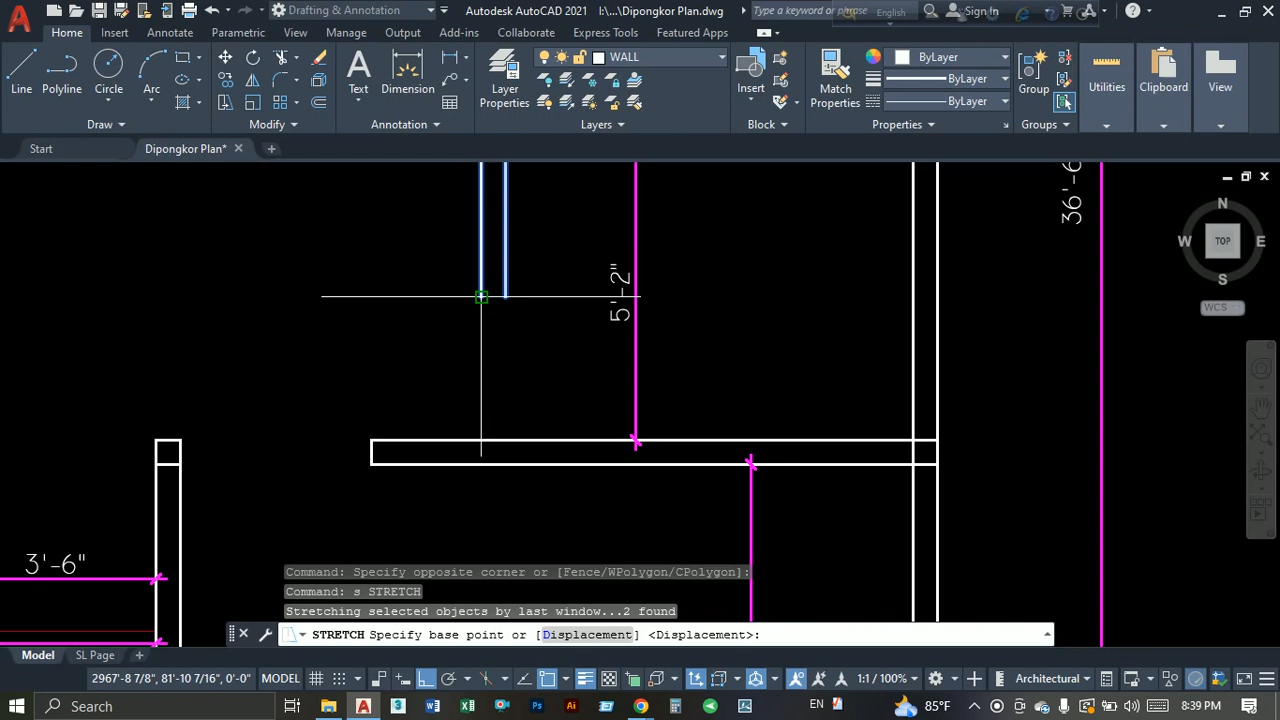 Drafting & Annotation
Autodesk AutoCAD 2021 I:\...\Dipongkor Plan.dwg
Type a keyword or phrase
English
Sign In
Home Insert Annotate Parametric View Manage Output Add-ins Collaborate Express Tools Featured Apps
WALL
ByLayer
ByLayer
ByLayer
Line Polyline Circle Arc Text Dimension Layer Properties Insert Match Properties Group Utilities Clipboard View
Draw Modify Annotation Layers Block Properties Groups
Start Dipongkor Plan*
36'-6
N
W TOP E
S
WCS
5'-2"
3'-6"
Command: Specify opposite corner or [Fence/WPolygon/CPolygon]:
Command: s STRETCH
Stretching selected objects by last window...2 found
STRETCH Specify base point or [Displacement] <Displacement>:
Model SL Page
2967'-8 7/8", 81'-10 7/16", 0'-0" MODEL 1:1 / 100% Architectural
Search 85°F EN 8:39 PM